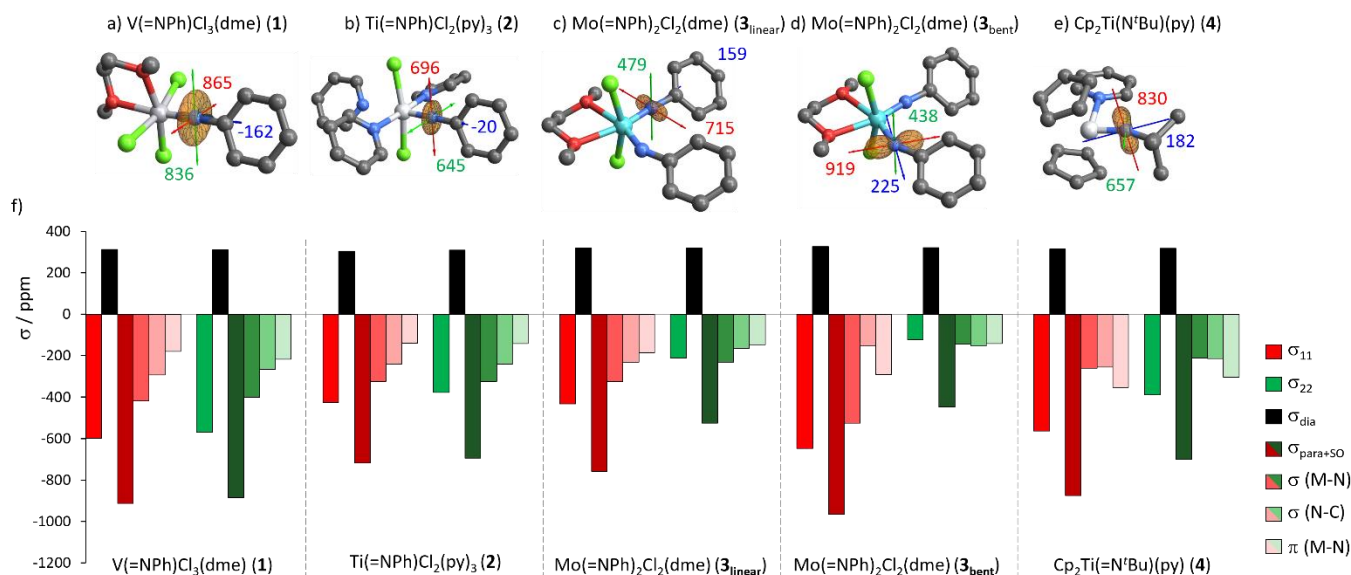 a) V(=NPh)Cl₃(dme) (1)
b) Ti(=NPh)Cl₂(py)₃ (2)
c) Mo(=NPh)₂Cl₂(dme) (3linear)
d) Mo(=NPh)₂Cl₂(dme) (3bent)
e) Cp₂Ti(NᵗBu)(py) (4)
865
-162
836
696
-20
645
479
159
715
438
919
225
830
182
657
f)
σ / ppm
400
200
0
-200
-400
-600
-800
-1000
-1200
V(=NPh)Cl₃(dme) (1)
Ti(=NPh)Cl₂(py)₃ (2)
Mo(=NPh)₂Cl₂(dme) (3linear)
Mo(=NPh)₂Cl₂(dme) (3bent)
Cp₂Ti(=NᵗBu)(py) (4)
σ₁₁
σ₂₂
σdia
σpara+SO
σ (M-N)
σ (N-C)
π (M-N)